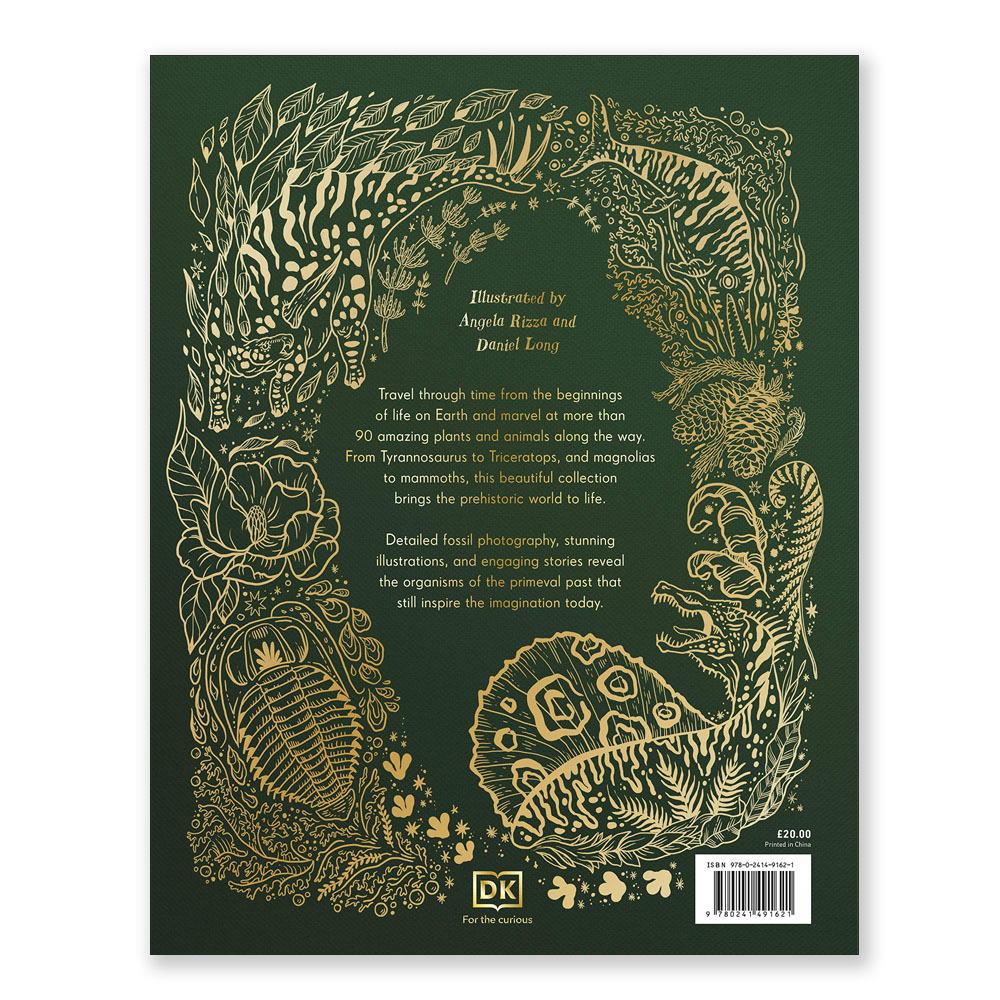 Illustrated by
Angela Rizza and
Daniel Long
Travel through time from the beginnings
of life on Earth and marvel at more than
90 amazing plants and animals along the way.
From Tyrannosaurus to Triceratops, and magnolias
to mammoths, this beautiful collection
brings the prehistoric world to life.
Detailed fossil photography, stunning
illustrations, and engaging stories reveal
the organisms of the primeval past that
still inspire the imagination today.
DK
For the curious
£20.00
Printed in China
ISBN 978-0-2414-9162-1
9 780241 491621